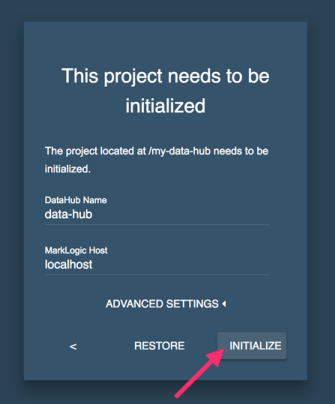 This project needs to be
initialized
The project located at /my-data-hub needs to be
initialized.
DataHub Name
data-hub
MarkLogic Host
localhost
ADVANCED SETTINGS
< RESTORE INITIALIZE